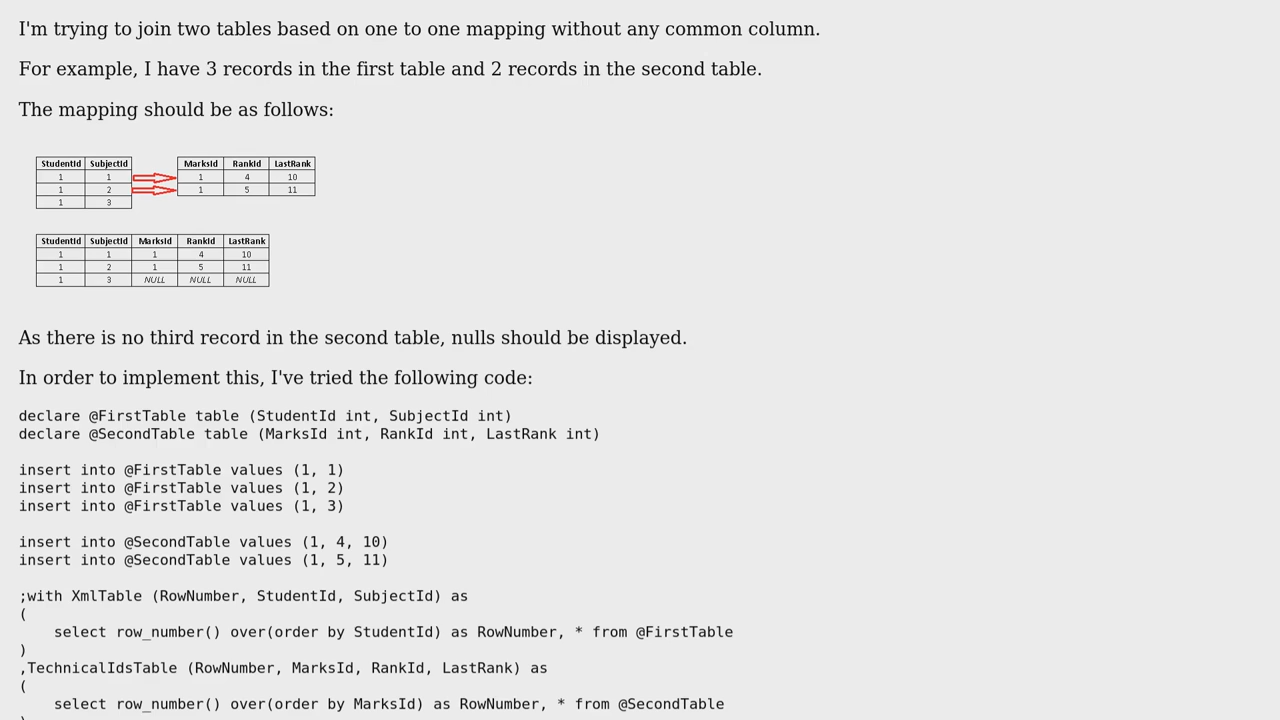 I'm trying to join two tables based on one to one mapping without any common column.
For example, I have 3 records in the first table and 2 records in the second table.
The mapping should be as follows:
StudentId SubjectId MarksId RankId LastRank
1 1 1 4 10
1 2 1 5 11
1 3
StudentId SubjectId MarksId RankId LastRank
1 1 1 4 10
1 2 1 5 11
1 3 NULL NULL NULL
As there is no third record in the second table, nulls should be displayed.
In order to implement this, I've tried the following code:
declare @FirstTable table (StudentId int, SubjectId int)
declare @SecondTable table (MarksId int, RankId int, LastRank int)
insert into @FirstTable values (1, 1)
insert into @FirstTable values (1, 2)
insert into @FirstTable values (1, 3)
insert into @SecondTable values (1, 4, 10)
insert into @SecondTable values (1, 5, 11)
;with XmlTable (RowNumber, StudentId, SubjectId) as
(
    select row_number() over(order by StudentId) as RowNumber, * from @FirstTable
)
,TechnicalIdsTable (RowNumber, MarksId, RankId, LastRank) as
(
    select row_number() over(order by MarksId) as RowNumber, * from @SecondTable
)